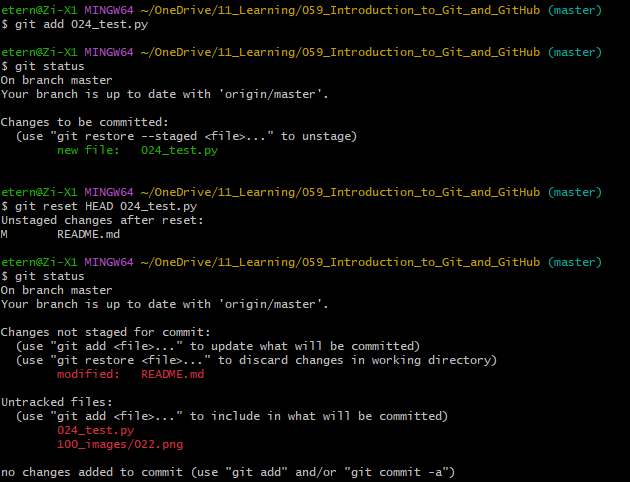 etern@Zi-X1 MINGW64 ~/OneDrive/11_Learning/059_Introduction_to_Git_and_GitHub (master)
$ git add 024_test.py
etern@Zi-X1 MINGW64 ~/OneDrive/11_Learning/059_Introduction_to_Git_and_GitHub (master)
$ git status
On branch master
Your branch is up to date with 'origin/master'.
Changes to be committed:
(use "git restore --staged <file>..." to unstage)
new file: 024_test.py
etern@Zi-X1 MINGW64 ~/OneDrive/11_Learning/059_Introduction_to_Git_and_GitHub (master)
$ git reset HEAD 024_test.py
Unstaged changes after reset:
M README.md
etern@Zi-X1 MINGW64 ~/OneDrive/11_Learning/059_Introduction_to_Git_and_GitHub (master)
$ git status
On branch master
Your branch is up to date with 'origin/master'.
Changes not staged for commit:
(use "git add <file>..." to update what will be committed)
(use "git restore <file>..." to discard changes in working directory)
modified: README.md
Untracked files:
(use "git add <file>..." to include in what will be committed)
024_test.py
100_images/022.png
no changes added to commit (use "git add" and/or "git commit -a")